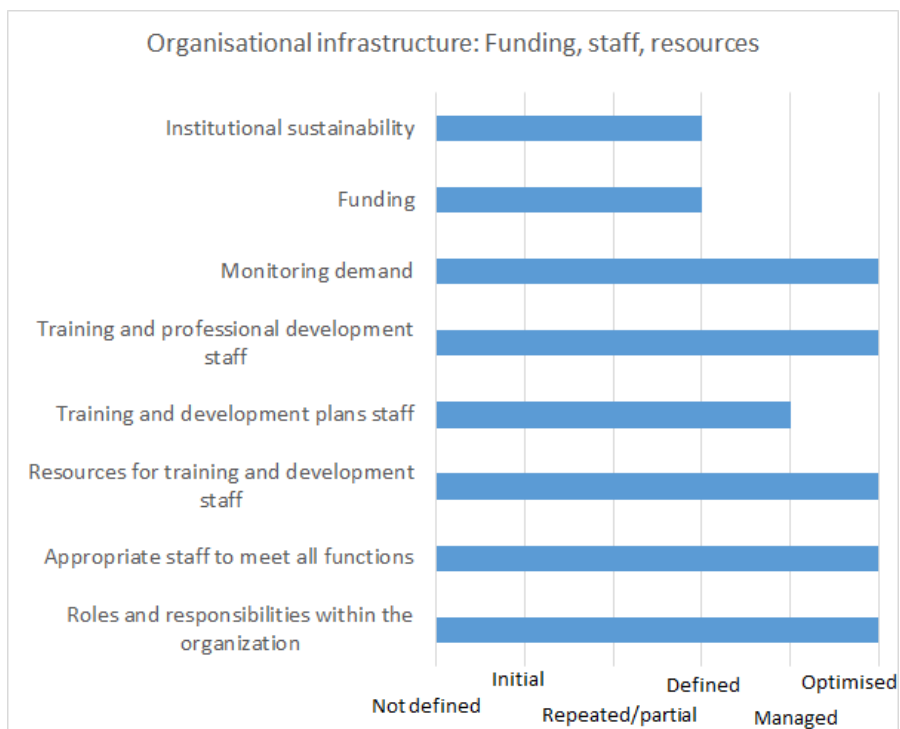 Organisational infrastructure: Funding, staff, resources
Institutional sustainability
Funding
Monitoring demand
Training and professional development
staff
Training and development plans staff
Resources for training and development
staff
Appropriate staff to meet all functions
Roles and responsibilities within the
organization
Not defined
Initial
Repeated/partial
Defined
Managed
Optimised